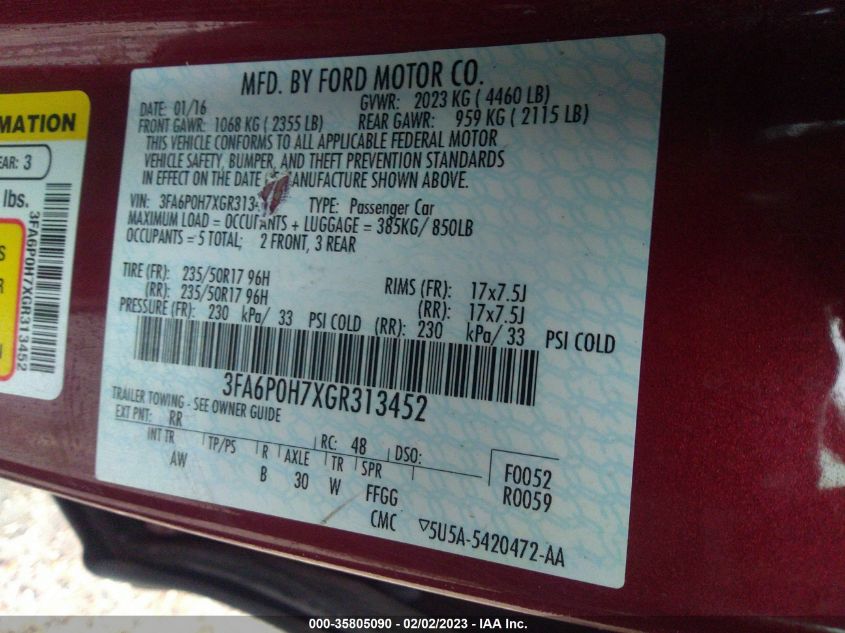 MFD. BY FORD MOTOR CO.
DATE: 01/16 GVWR: 2023 KG ( 4460 LB)
FRONT GAWR: 1068 KG ( 2355 LB) REAR GAWR: 959 KG ( 2115 LB)
THIS VEHICLE CONFORMS TO ALL APPLICABLE FEDERAL MOTOR
VEHICLE SAFETY, BUMPER, AND THEFT PREVENTION STANDARDS
IN EFFECT ON THE DATE MANUFACTURE SHOWN ABOVE.
VIN: 3FA6P0H7XGR313 TYPE: Passenger Car
MAXIMUM LOAD = OCCUPANTS + LUGGAGE = 385KG/ 850LB
OCCUPANTS = 5 TOTAL; 2 FRONT, 3 REAR
TIRE (FR): 235/50R17 96H RIMS (FR): 17x7.5J
(RR): 235/50R17 96H (RR): 17x7.5J
PRESSURE (FR): 230 kPa/ 33 PSI COLD (RR): 230 kPa/ 33 PSI COLD
3FA6P0H7XGR313452
TRAILER TOWING - SEE OWNER GUIDE
EXT PNT: RR RC: 48 DSO:
INT TR TP/PS R AXLE TR SPR F0052
AW B 30 W FFGG R0059
CMC ▽5U5A-5420472-AA
RMATION
EAR: 3
lbs.
3FA6P0H7XGR313452
000-35805090 - 02/02/2023 - IAA Inc.